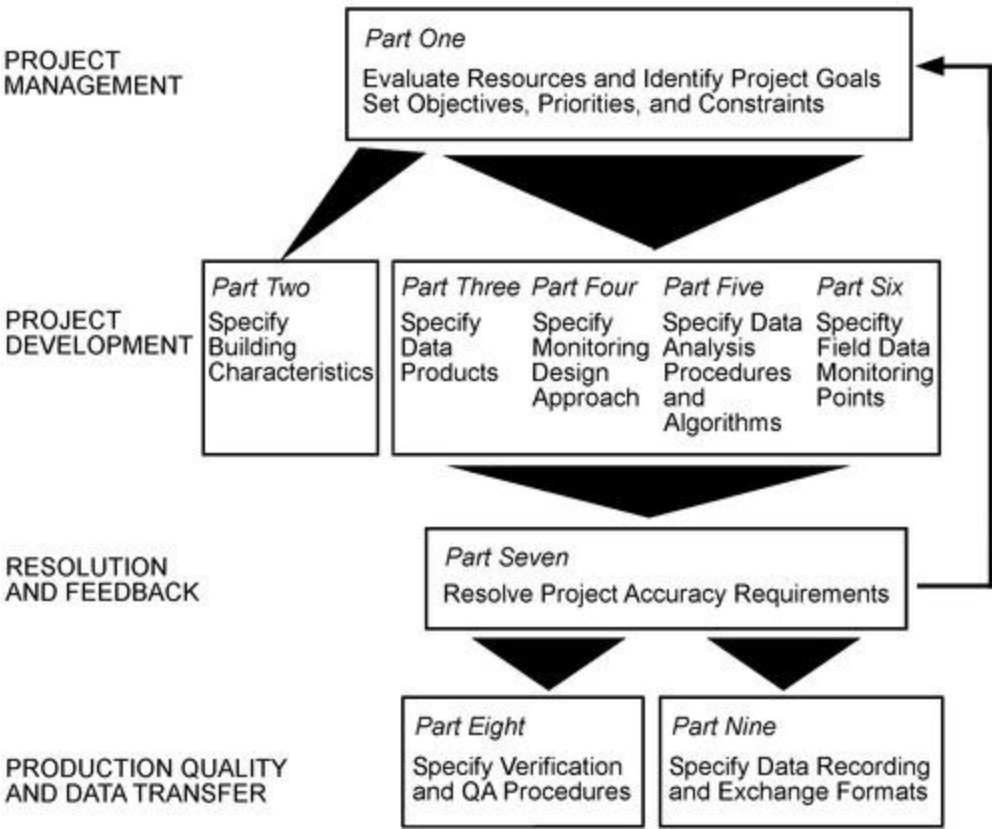 PROJECT
MANAGEMENT
Part One
Evaluate Resources and Identify Project Goals
Set Objectives, Priorities, and Constraints
PROJECT
DEVELOPMENT
Part Two
Specify
Building
Characteristics
Part Three
Specify
Data
Products
Part Four
Specify
Monitoring
Design
Approach
Part Five
Specify Data
Analysis
Procedures
and
Algorithms
Part Six
Specifty
Field Data
Monitoring
Points
RESOLUTION
AND FEEDBACK
Part Seven
Resolve Project Accuracy Requirements
PRODUCTION QUALITY
AND DATA TRANSFER
Part Eight
Specify Verification
and QA Procedures
Part Nine
Specify Data Recording
and Exchange Formats